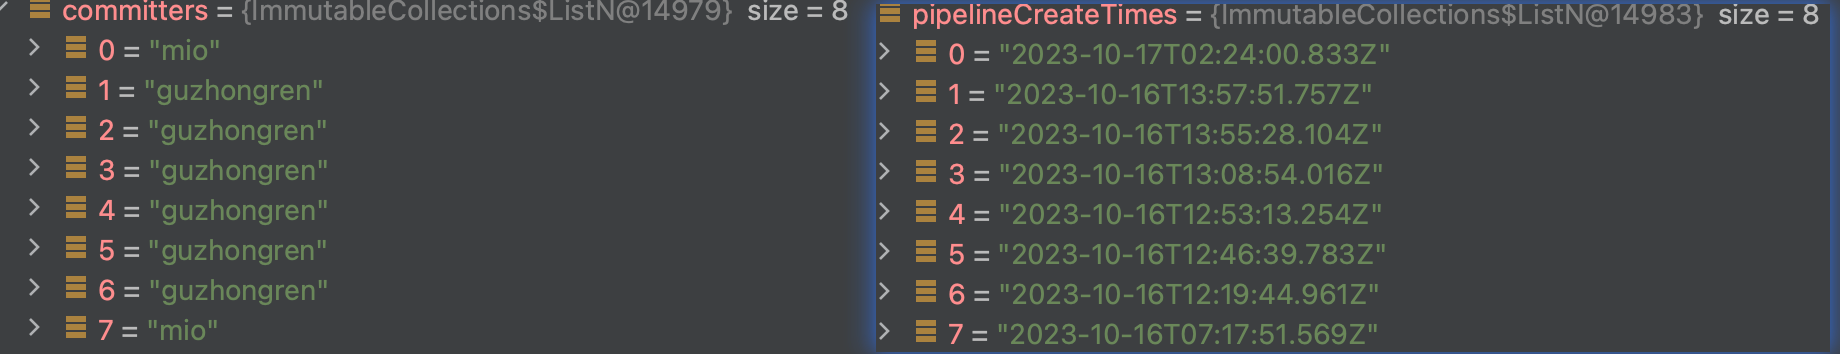 committers = {ImmutableCollections$ListN@14979} size = 8
0 = "mio"
1 = "guzhongren"
2 = "guzhongren"
3 = "guzhongren"
4 = "guzhongren"
5 = "guzhongren"
6 = "guzhongren"
7 = "mio"
pipelineCreateTimes = {ImmutableCollections$ListN@14983} size = 8
0 = "2023-10-17T02:24:00.833Z"
1 = "2023-10-16T13:57:51.757Z"
2 = "2023-10-16T13:55:28.104Z"
3 = "2023-10-16T13:08:54.016Z"
4 = "2023-10-16T12:53:13.254Z"
5 = "2023-10-16T12:46:39.783Z"
6 = "2023-10-16T12:19:44.961Z"
7 = "2023-10-16T07:17:51.569Z"